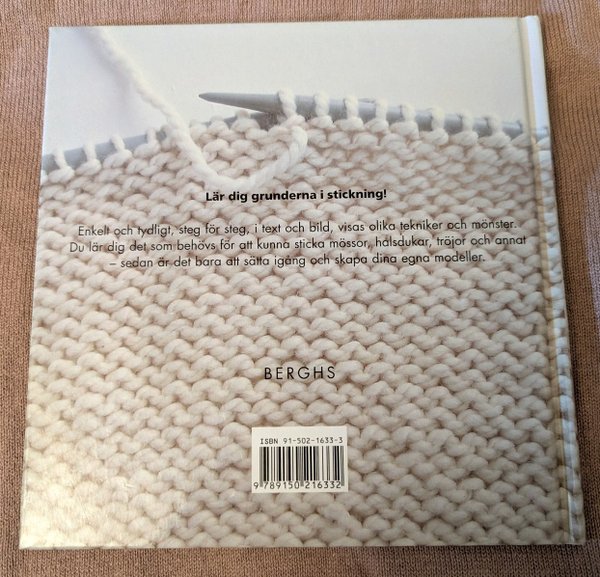 Lär dig grunderna i stickning!
Enkelt och tydligt, steg för steg, i text och bild, visas olika tekniker och mönster.
Du lär dig det som behövs för att kunna sticka mössor, halsdukar, tröjor och annat
– sedan är det bara att sätta igång och skapa dina egna modeller.
BERGHS
ISBN 91-502-1633-3
9 789150 216332